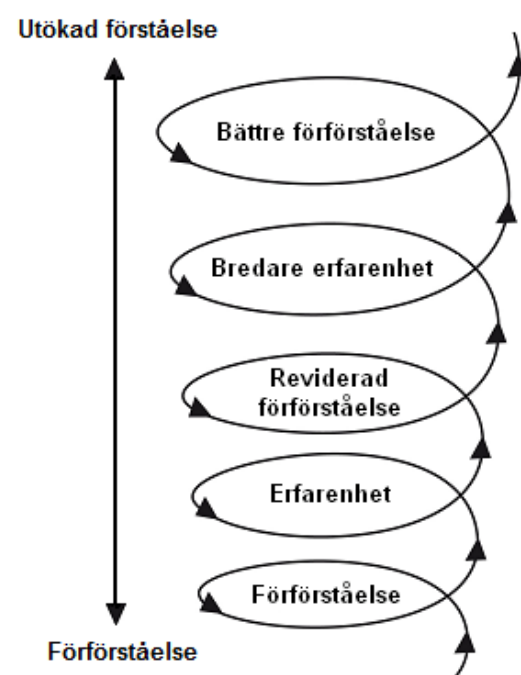 Utökad förståelse
Bättre förförståelse
Bredare erfarenhet
Reviderad
förförståelse
Erfarenhet
Förförståelse
Förförståelse